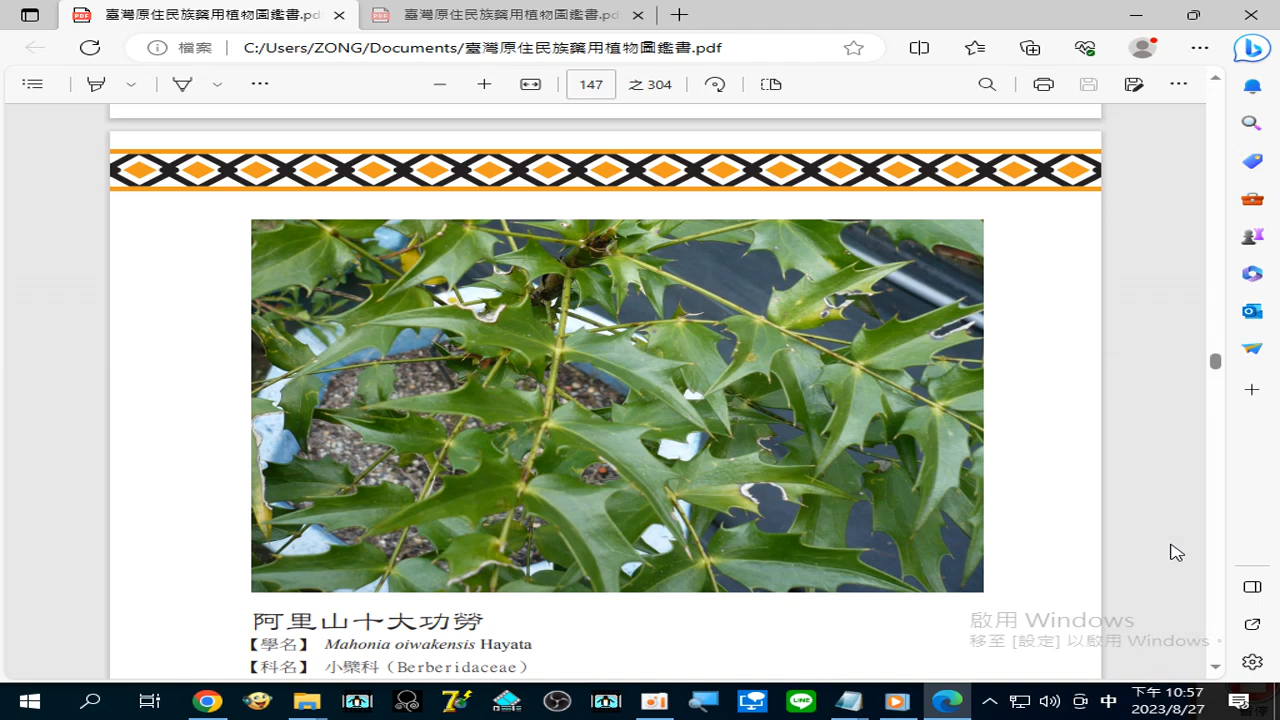 臺灣原住民族藥用植物圖鑑書.pd
臺灣原住民族藥用植物圖鑑書.pd
檔案
C:/Users/ZONG/Documents/臺灣原住民族藥用植物圖鑑書.pdf
147
之 304
阿里山十大功勞
【學名】 Mahonia oiwakensis Hayata
【科名】 小檗科（Berberidaceae）
啟用 Windows
移至 [設定] 以啟用 Windows。
LINE
中
下午 10:57
2023/8/27